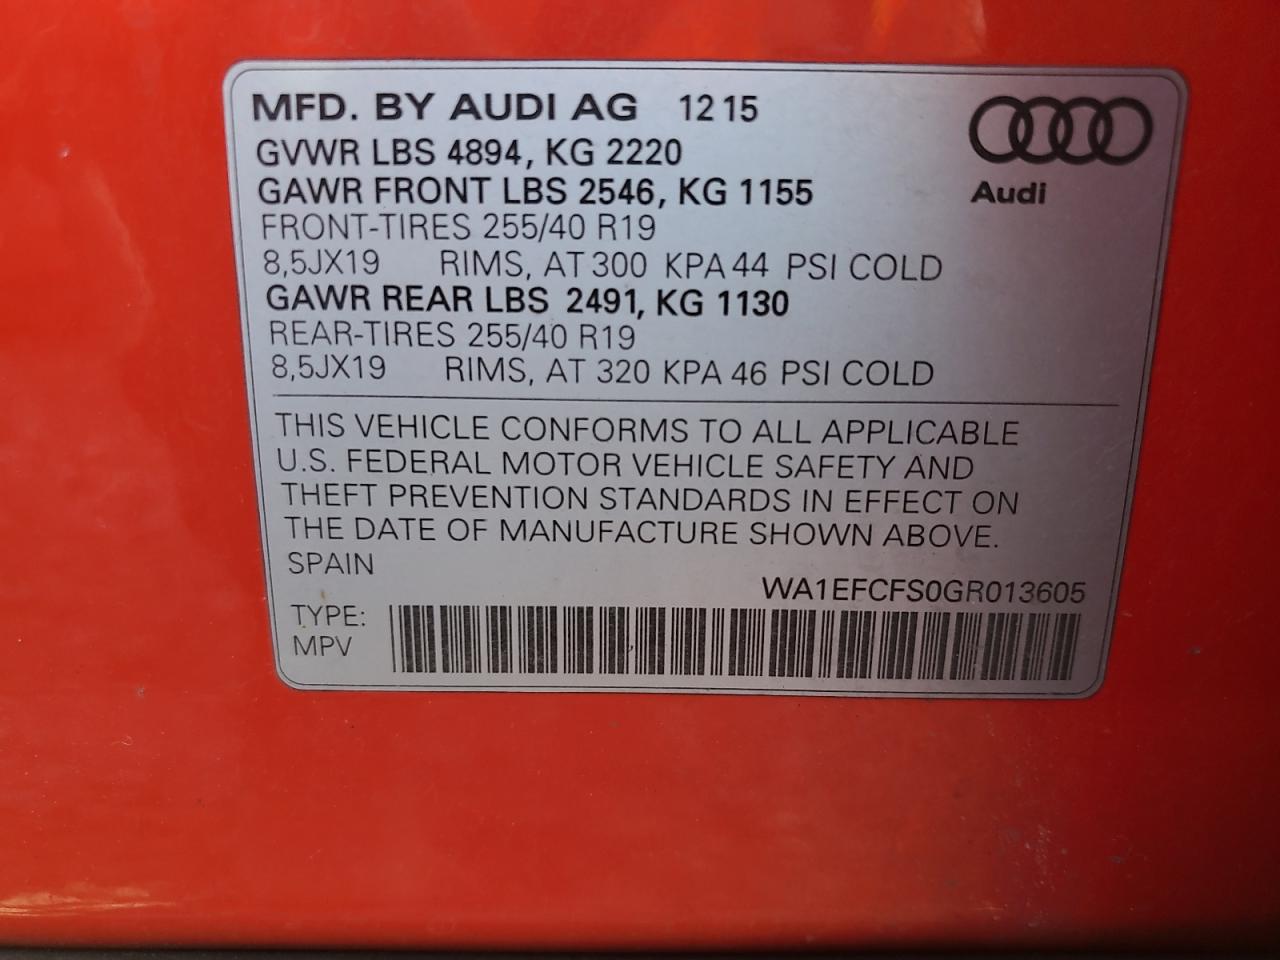 MFD. BY AUDI AG 12 15
GVWR LBS 4894, KG 2220
GAWR FRONT LBS 2546, KG 1155
Audi
FRONT-TIRES 255/40 R19
8,5JX19 RIMS, AT 300 KPA 44 PSI COLD
GAWR REAR LBS 2491, KG 1130
REAR-TIRES 255/40 R19
8,5JX19 RIMS, AT 320 KPA 46 PSI COLD
THIS VEHICLE CONFORMS TO ALL APPLICABLE
U.S. FEDERAL MOTOR VEHICLE SAFETY AND
THEFT PREVENTION STANDARDS IN EFFECT ON
THE DATE OF MANUFACTURE SHOWN ABOVE.
SPAIN
WA1EFCFS0GR013605
TYPE:
MPV